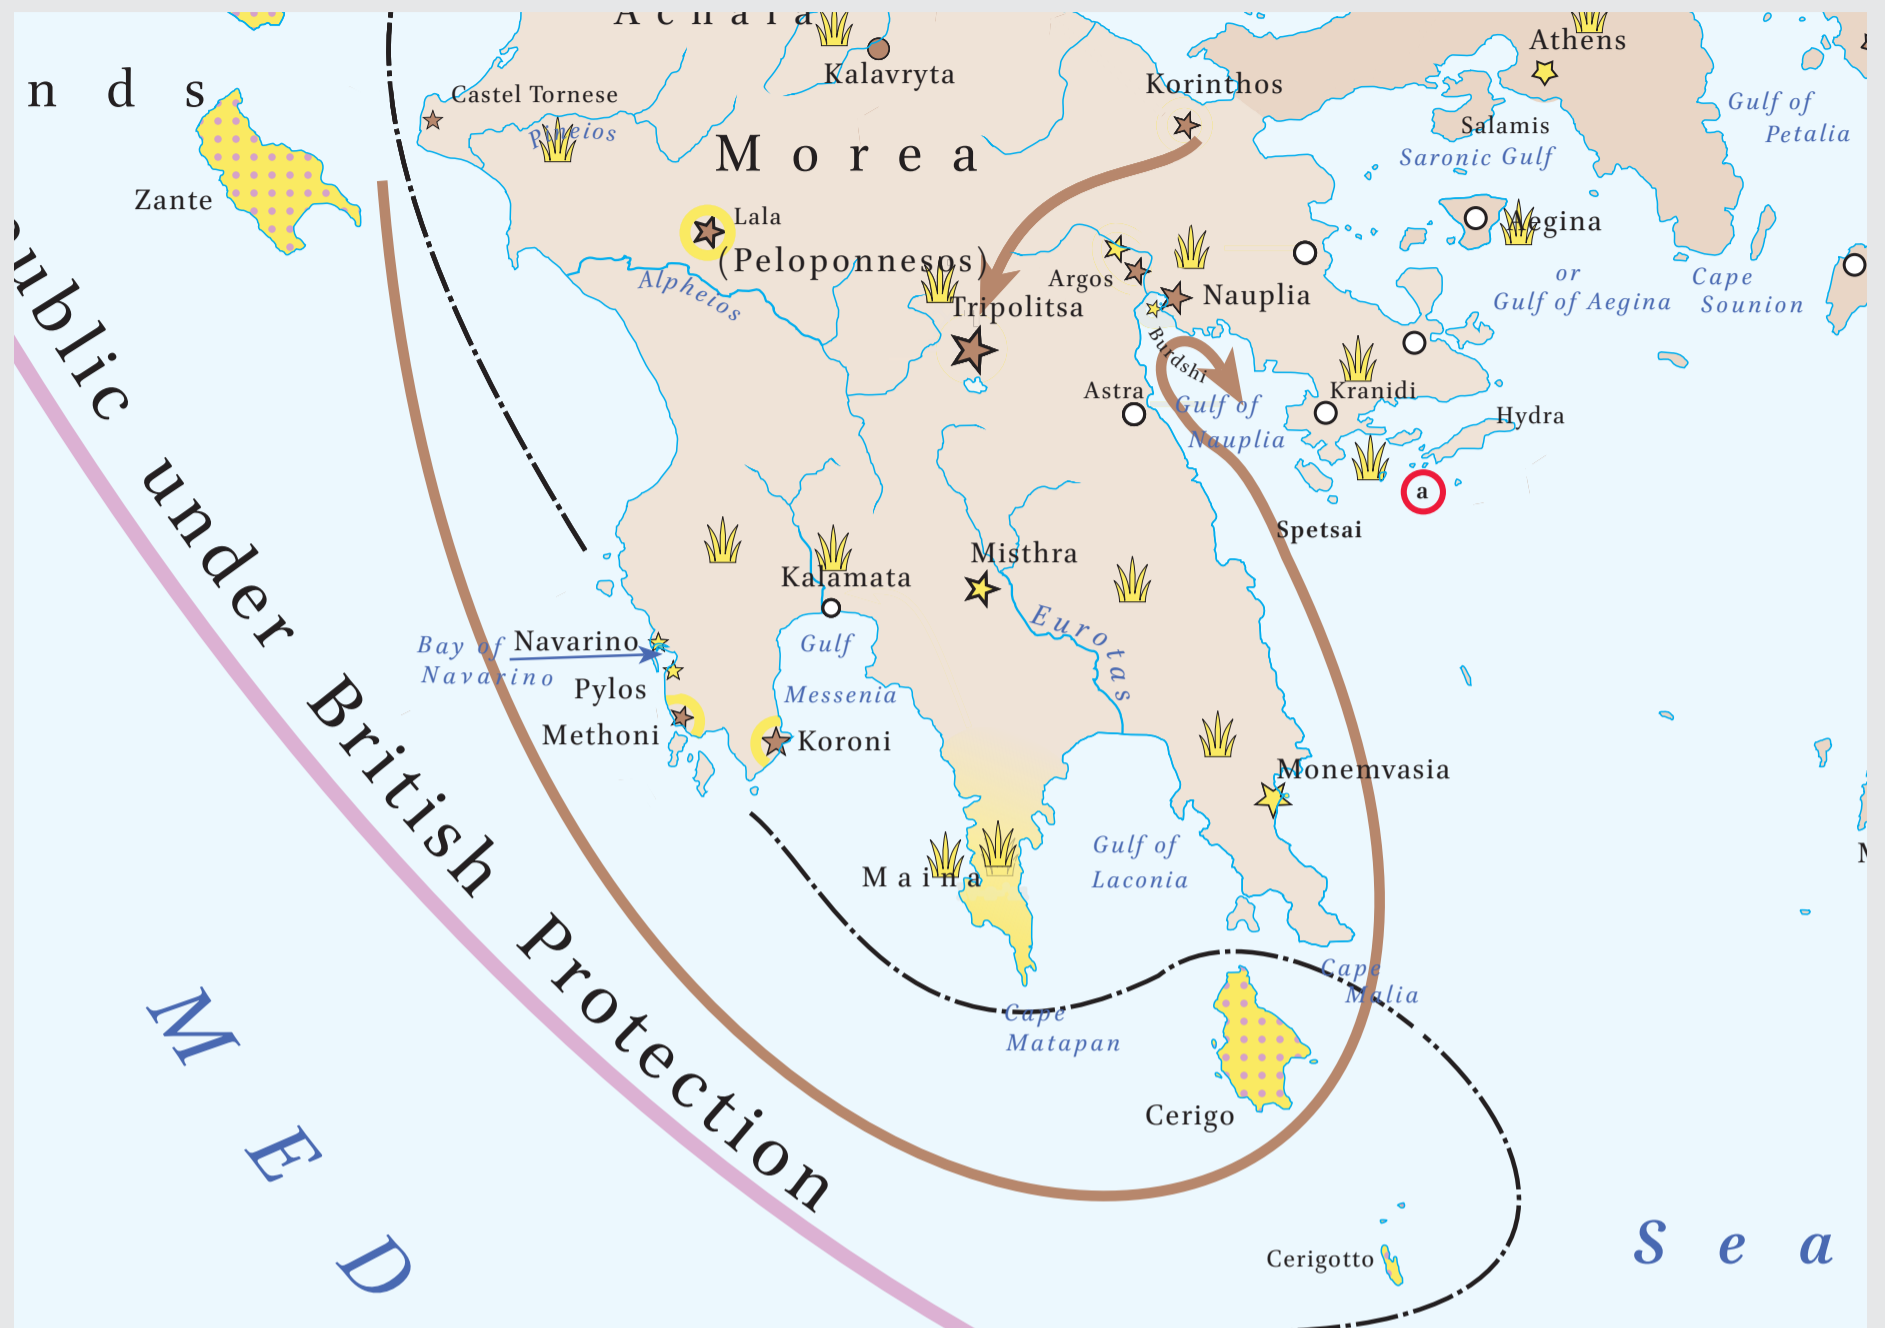 Achaia
Athens
Kalavryta
Korinthos
n d s
Castel Tornese
Gulf of
Petalia
Pineios
Salamis
Saronic Gulf
Morea
Zante
Lala
Aegina
(Peloponnesos)
Argos
or
Gulf of Aegina
Cape
Sounion
Alpheios
Tripolitsa
Nauplia
Burdshi
Astra
Kranidi
Gulf of
Nauplia
Hydra
a
Spetsai
ublic under British Protection
Misthra
Kalamata
Eurotas
Bay of
Navarino
Navarino
Gulf
Messenia
Pylos
Methoni
Koroni
Monemvasia
Gulf of
Laconia
Maina
Cape
Malia
Cape
Matapan
Cerigo
Cerigotto
M E D
Sea